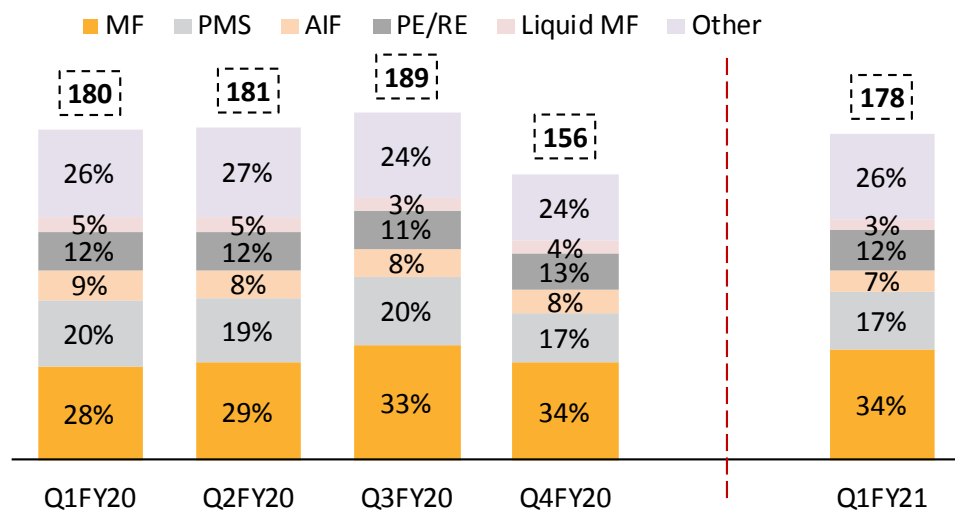 MF PMS AIF PE/RE Liquid MF Other
180 181 189 156 178
26% 27% 24% 24% 26%
5% 5% 3% 4% 3%
12% 12% 11% 13% 12%
9% 8% 8% 8% 7%
20% 19% 20% 17% 17%
28% 29% 33% 34% 34%
Q1FY20 Q2FY20 Q3FY20 Q4FY20 Q1FY21